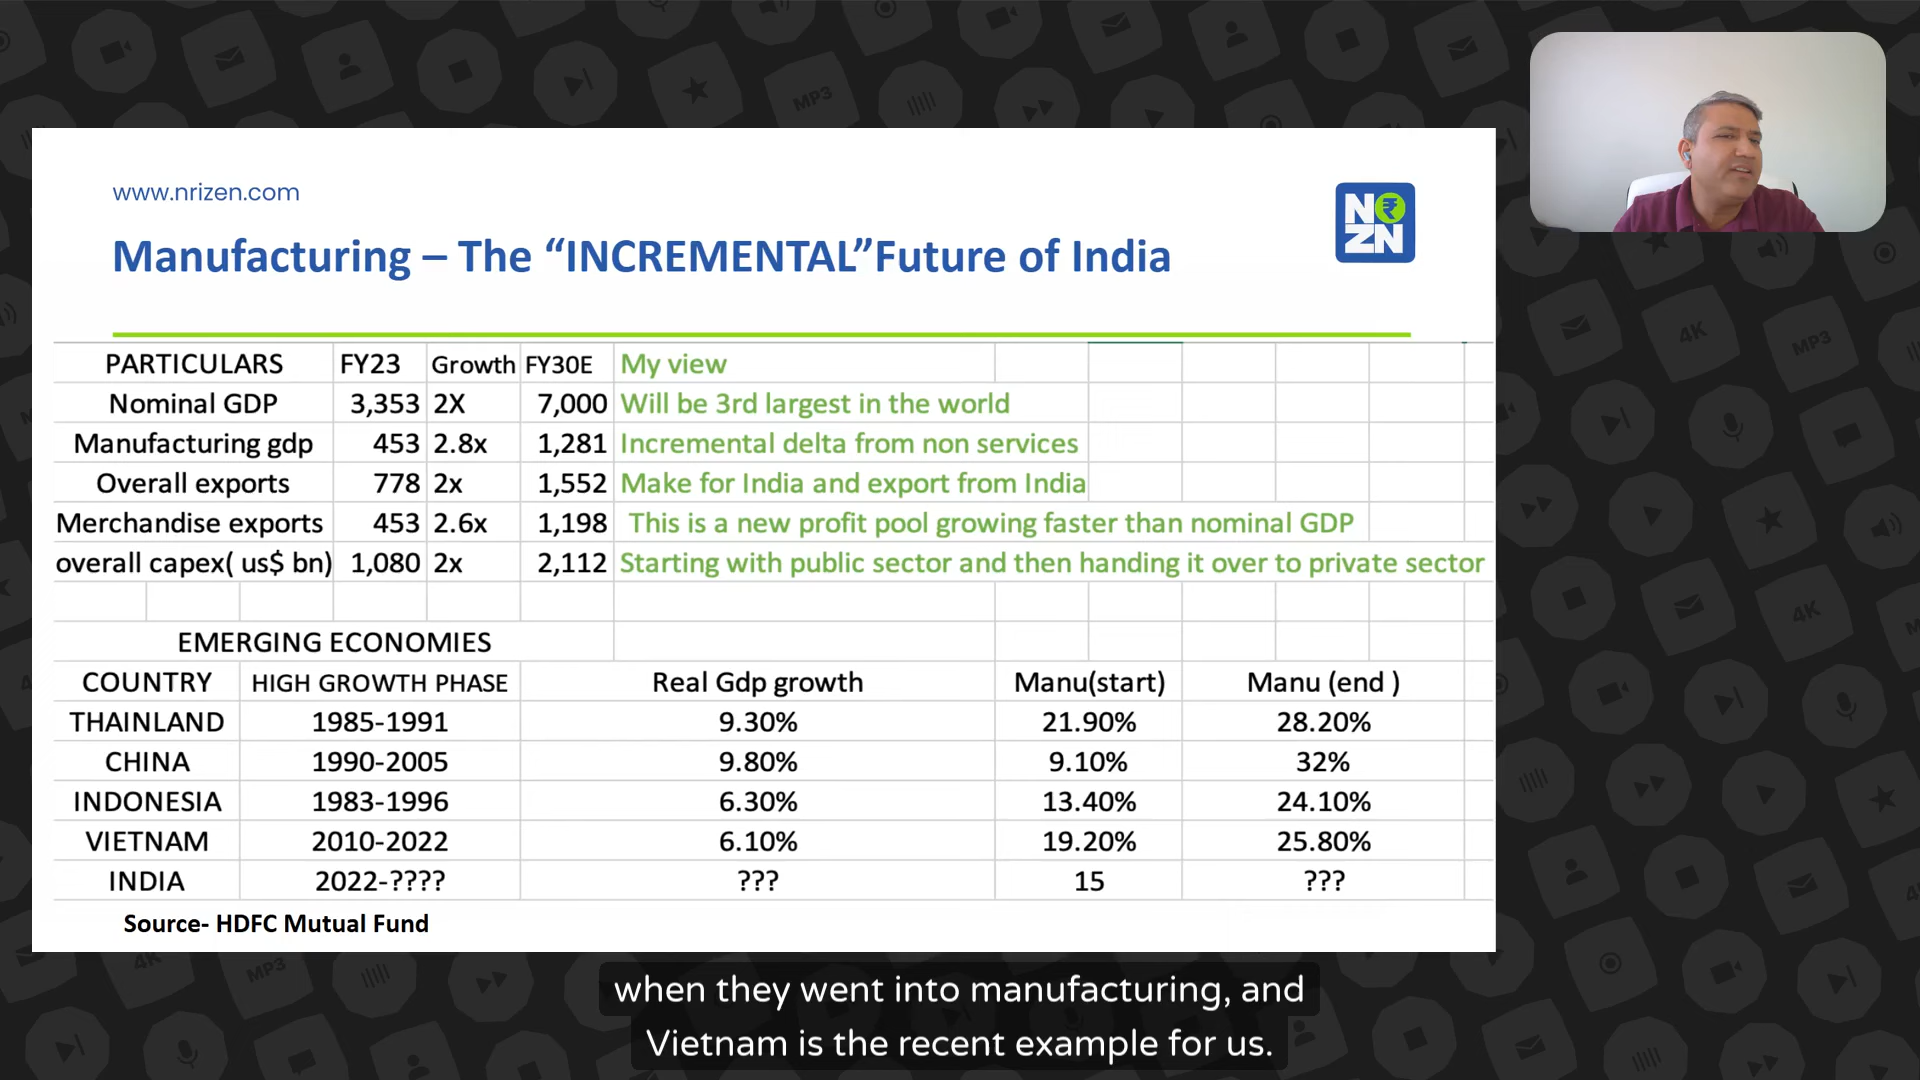 www.nrizen.com
N₹
ZN
Manufacturing – The “INCREMENTAL”Future of India
PARTICULARS FY23 Growth FY30E My view
Nominal GDP 3,353 2X 7,000 Will be 3rd largest in the world
Manufacturing gdp 453 2.8x 1,281 Incremental delta from non services
Overall exports 778 2x 1,552 Make for India and export from India
Merchandise exports 453 2.6x 1,198 This is a new profit pool growing faster than nominal GDP
overall capex( us$ bn) 1,080 2x 2,112 Starting with public sector and then handing it over to private sector
EMERGING ECONOMIES
COUNTRY HIGH GROWTH PHASE Real Gdp growth Manu(start) Manu (end )
THAINLAND 1985-1991 9.30% 21.90% 28.20%
CHINA 1990-2005 9.80% 9.10% 32%
INDONESIA 1983-1996 6.30% 13.40% 24.10%
VIETNAM 2010-2022 6.10% 19.20% 25.80%
INDIA 2022-???? ??? 15 ???
Source- HDFC Mutual Fund
when they went into manufacturing, and
Vietnam is the recent example for us.
MP3
4K
MP3
4K
4K
MP3